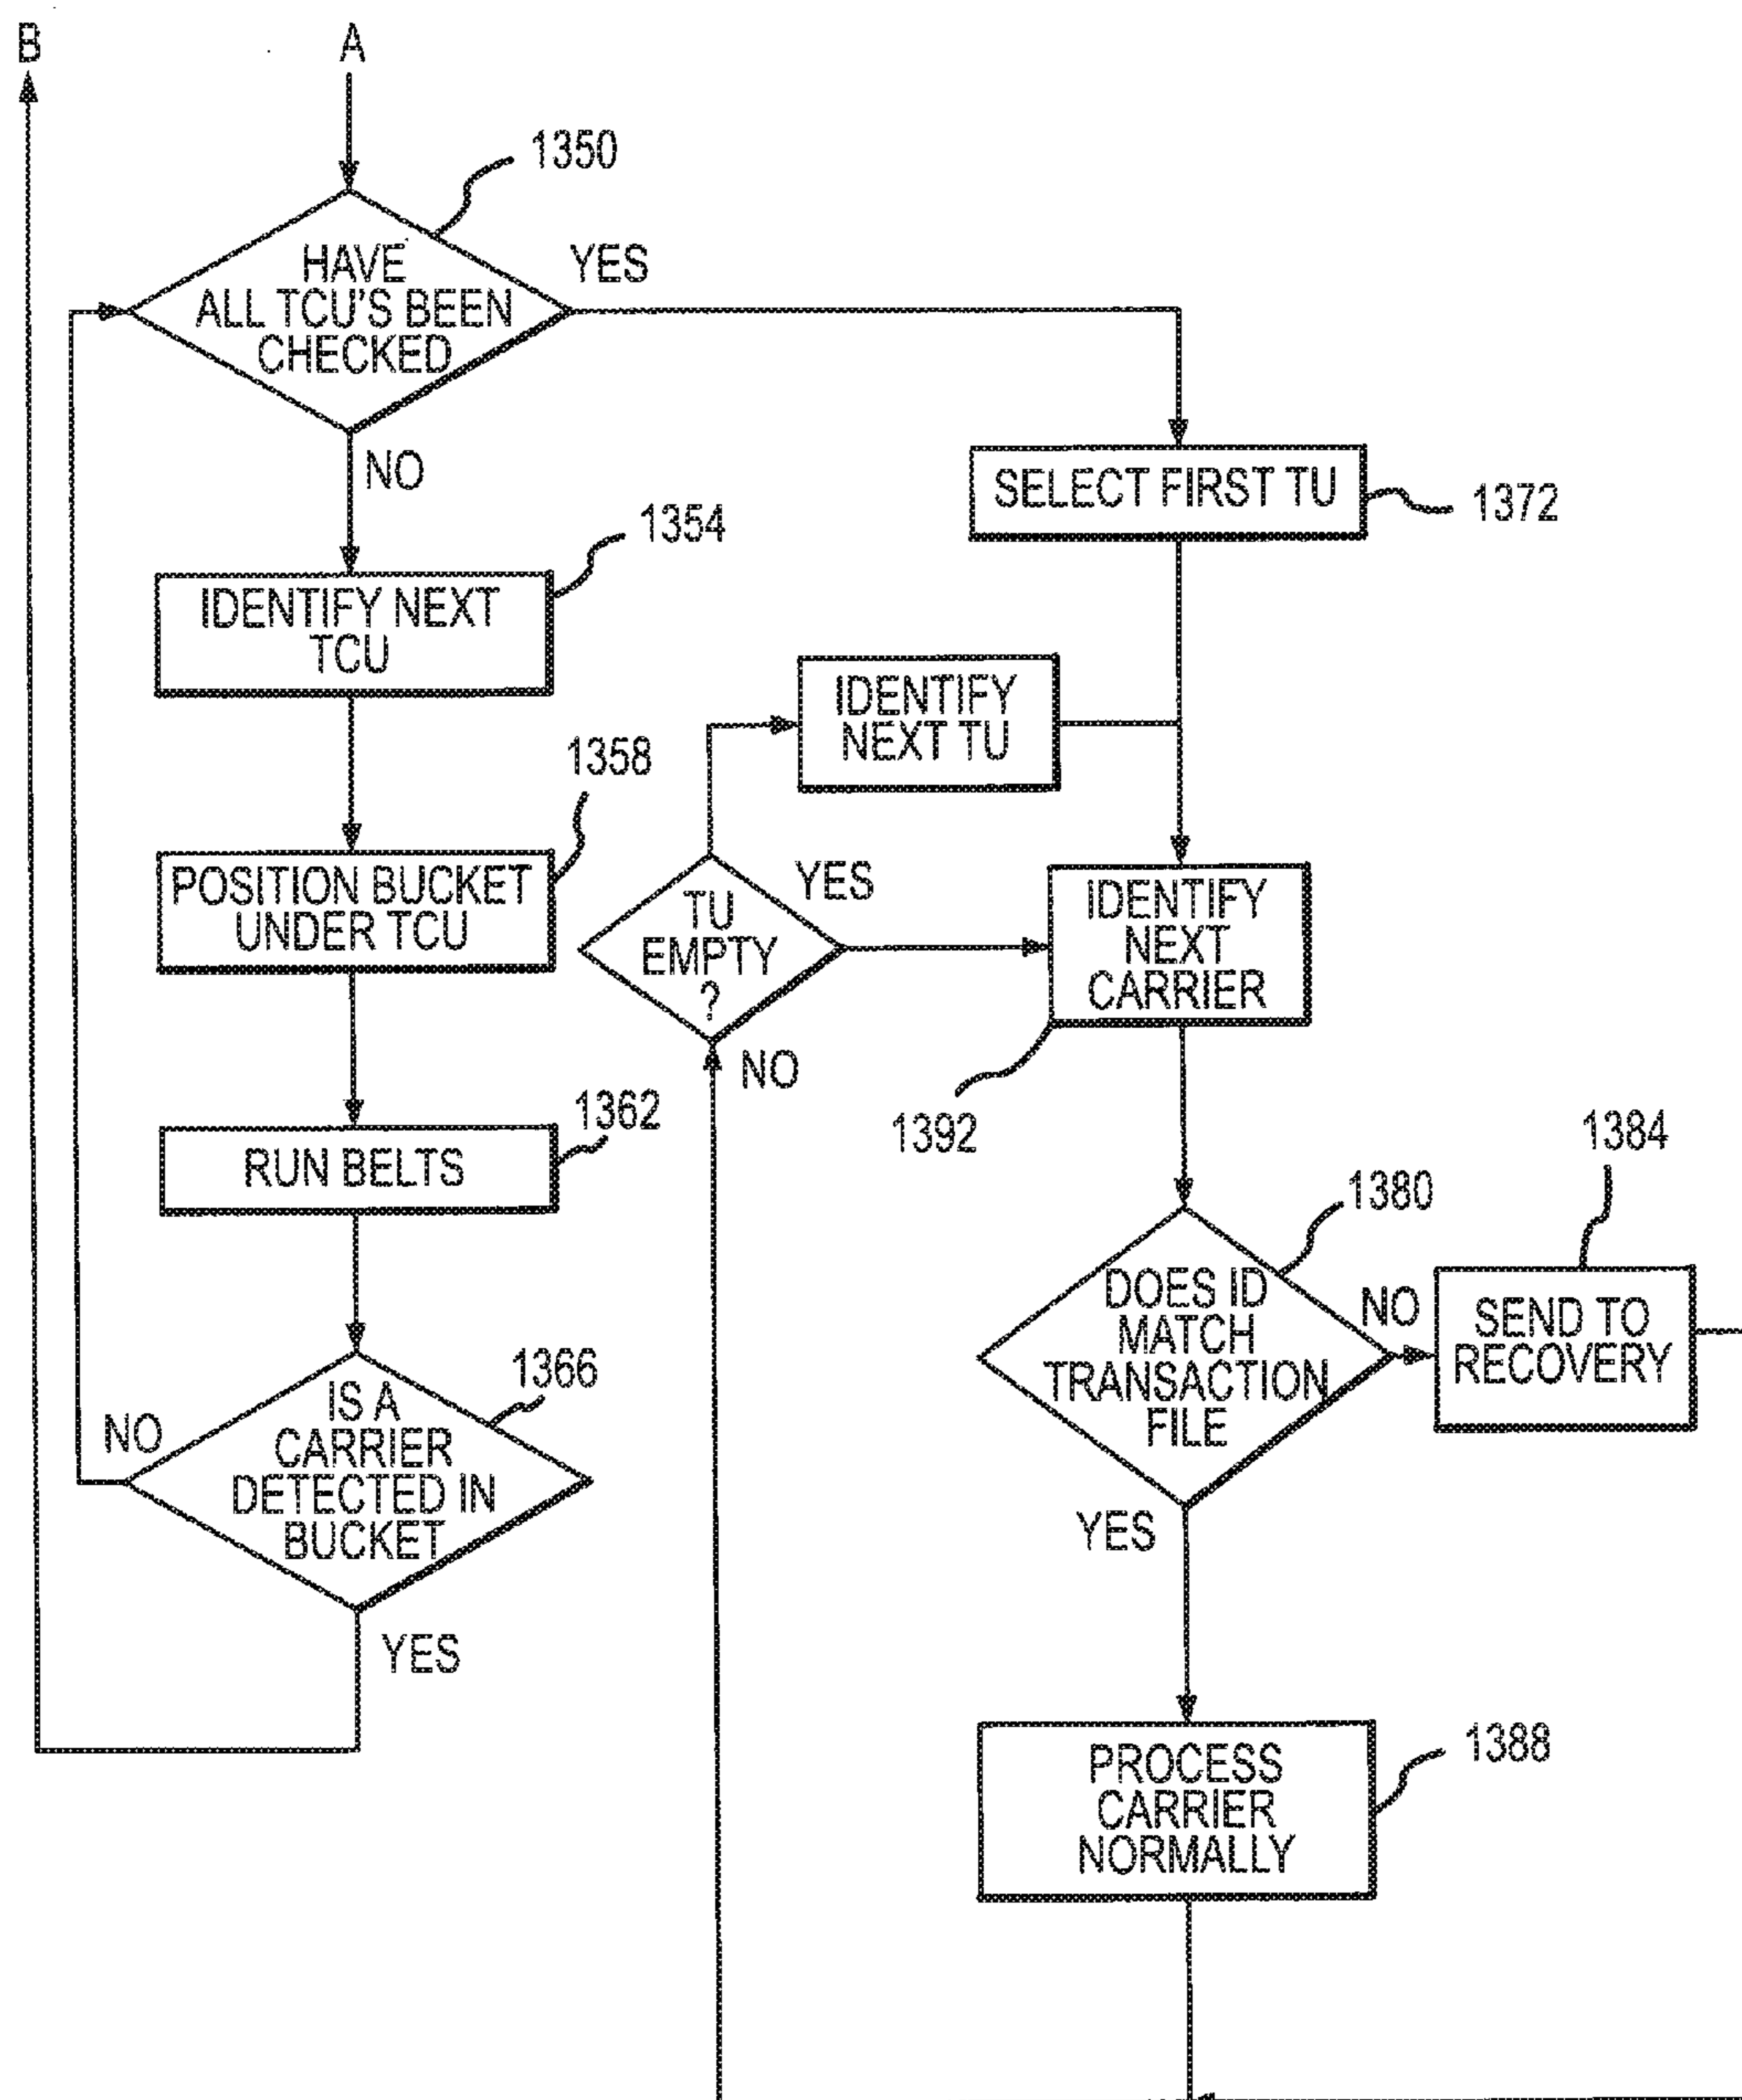 B
A
1350
HAVE
ALL TCU'S BEEN
CHECKED
YES
NO
1354
IDENTIFY NEXT
TCU
1358
POSITION BUCKET
UNDER TCU
1362
RUN BELTS
1366
IS A
CARRIER
DETECTED IN
BUCKET
NO
YES
SELECT FIRST TU
1372
IDENTIFY
NEXT TU
TU
EMPTY
?
YES
NO
IDENTIFY
NEXT
CARRIER
1392
1380
DOES ID
MATCH
TRANSACTION
FILE
NO
1384
SEND TO
RECOVERY
YES
PROCESS
CARRIER
NORMALLY
1388